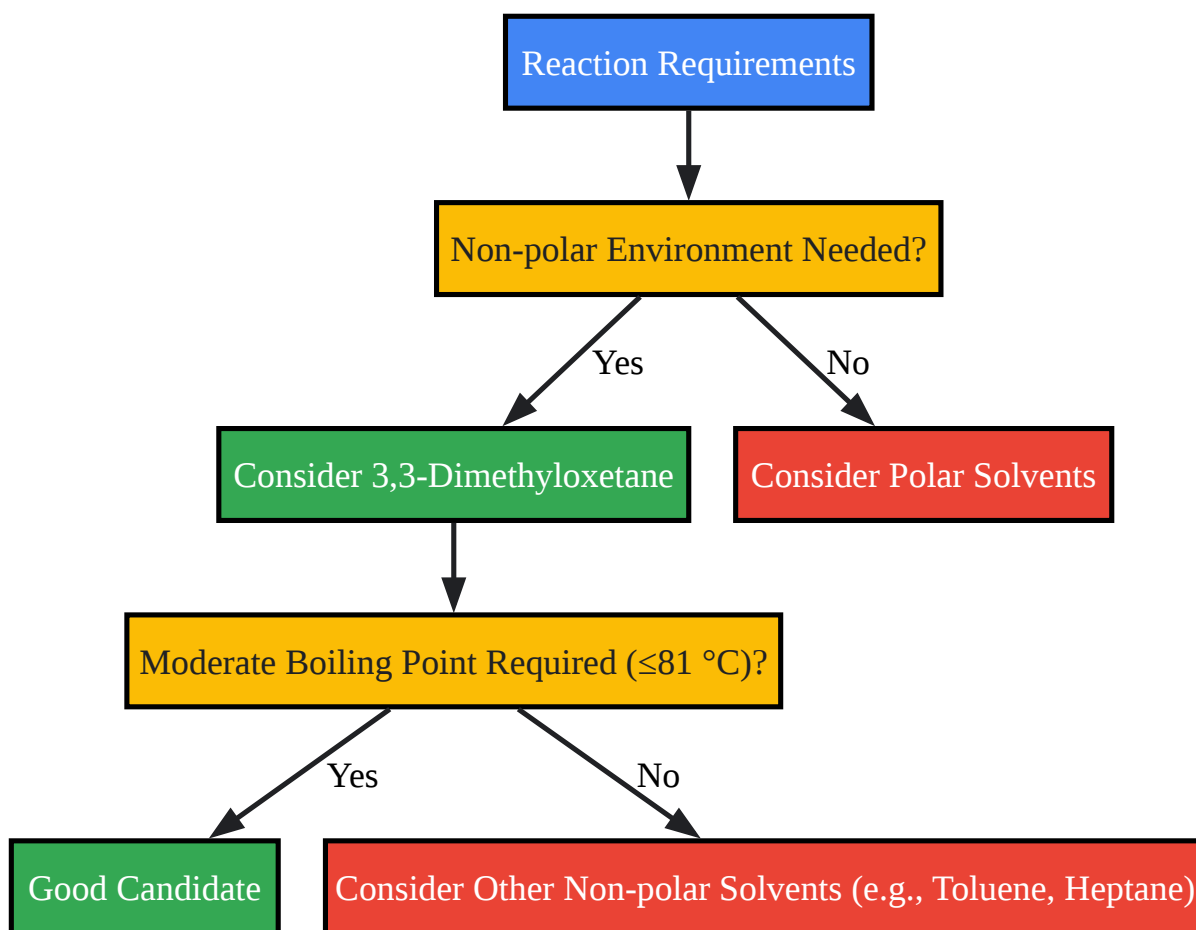 Reaction Requirements
Non-polar Environment Needed?
Yes
No
Consider 3,3-Dimethyloxetane
Consider Polar Solvents
Moderate Boiling Point Required (≤81 °C)?
Yes
No
Good Candidate
Consider Other Non-polar Solvents (e.g., Toluene, Heptane)